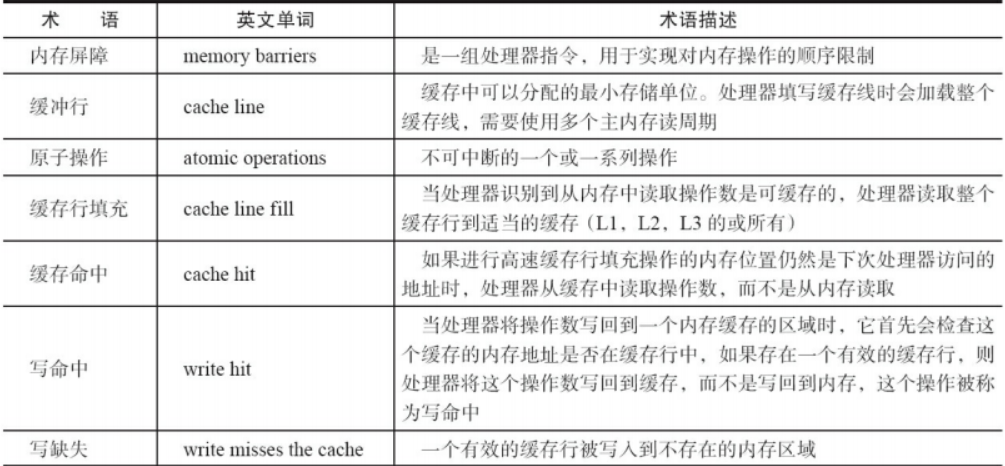 术 语 英文单词 术语描述
内存屏障 memory barriers 是一组处理器指令，用于实现对内存操作的顺序限制
缓冲行 cache line 缓存中可以分配的最小存储单位。处理器填写缓存线时会加载整个
缓存线，需要使用多个主内存读周期
原子操作 atomic operations 不可中断的一个或一系列操作
缓存行填充 cache line fill 当处理器识别到从内存中读取操作数是可缓存的，处理器读取整个
缓存行到适当的缓存（L1，L2，L3 的或所有）
缓存命中 cache hit 如果进行高速缓存行填充操作的内存位置仍然是下次处理器访问的
地址时，处理器从缓存中读取操作数，而不是从内存读取
写命中 write hit 当处理器将操作数写回到一个内存缓存的区域时，它首先会检查这
个缓存的内存地址是否在缓存行中，如果存在一个有效的缓存行，则
处理器将这个操作数写回到缓存，而不是写回到内存，这个操作被称
为写命中
写缺失 write misses the cache 一个有效的缓存行被写入到不存在的内存区域